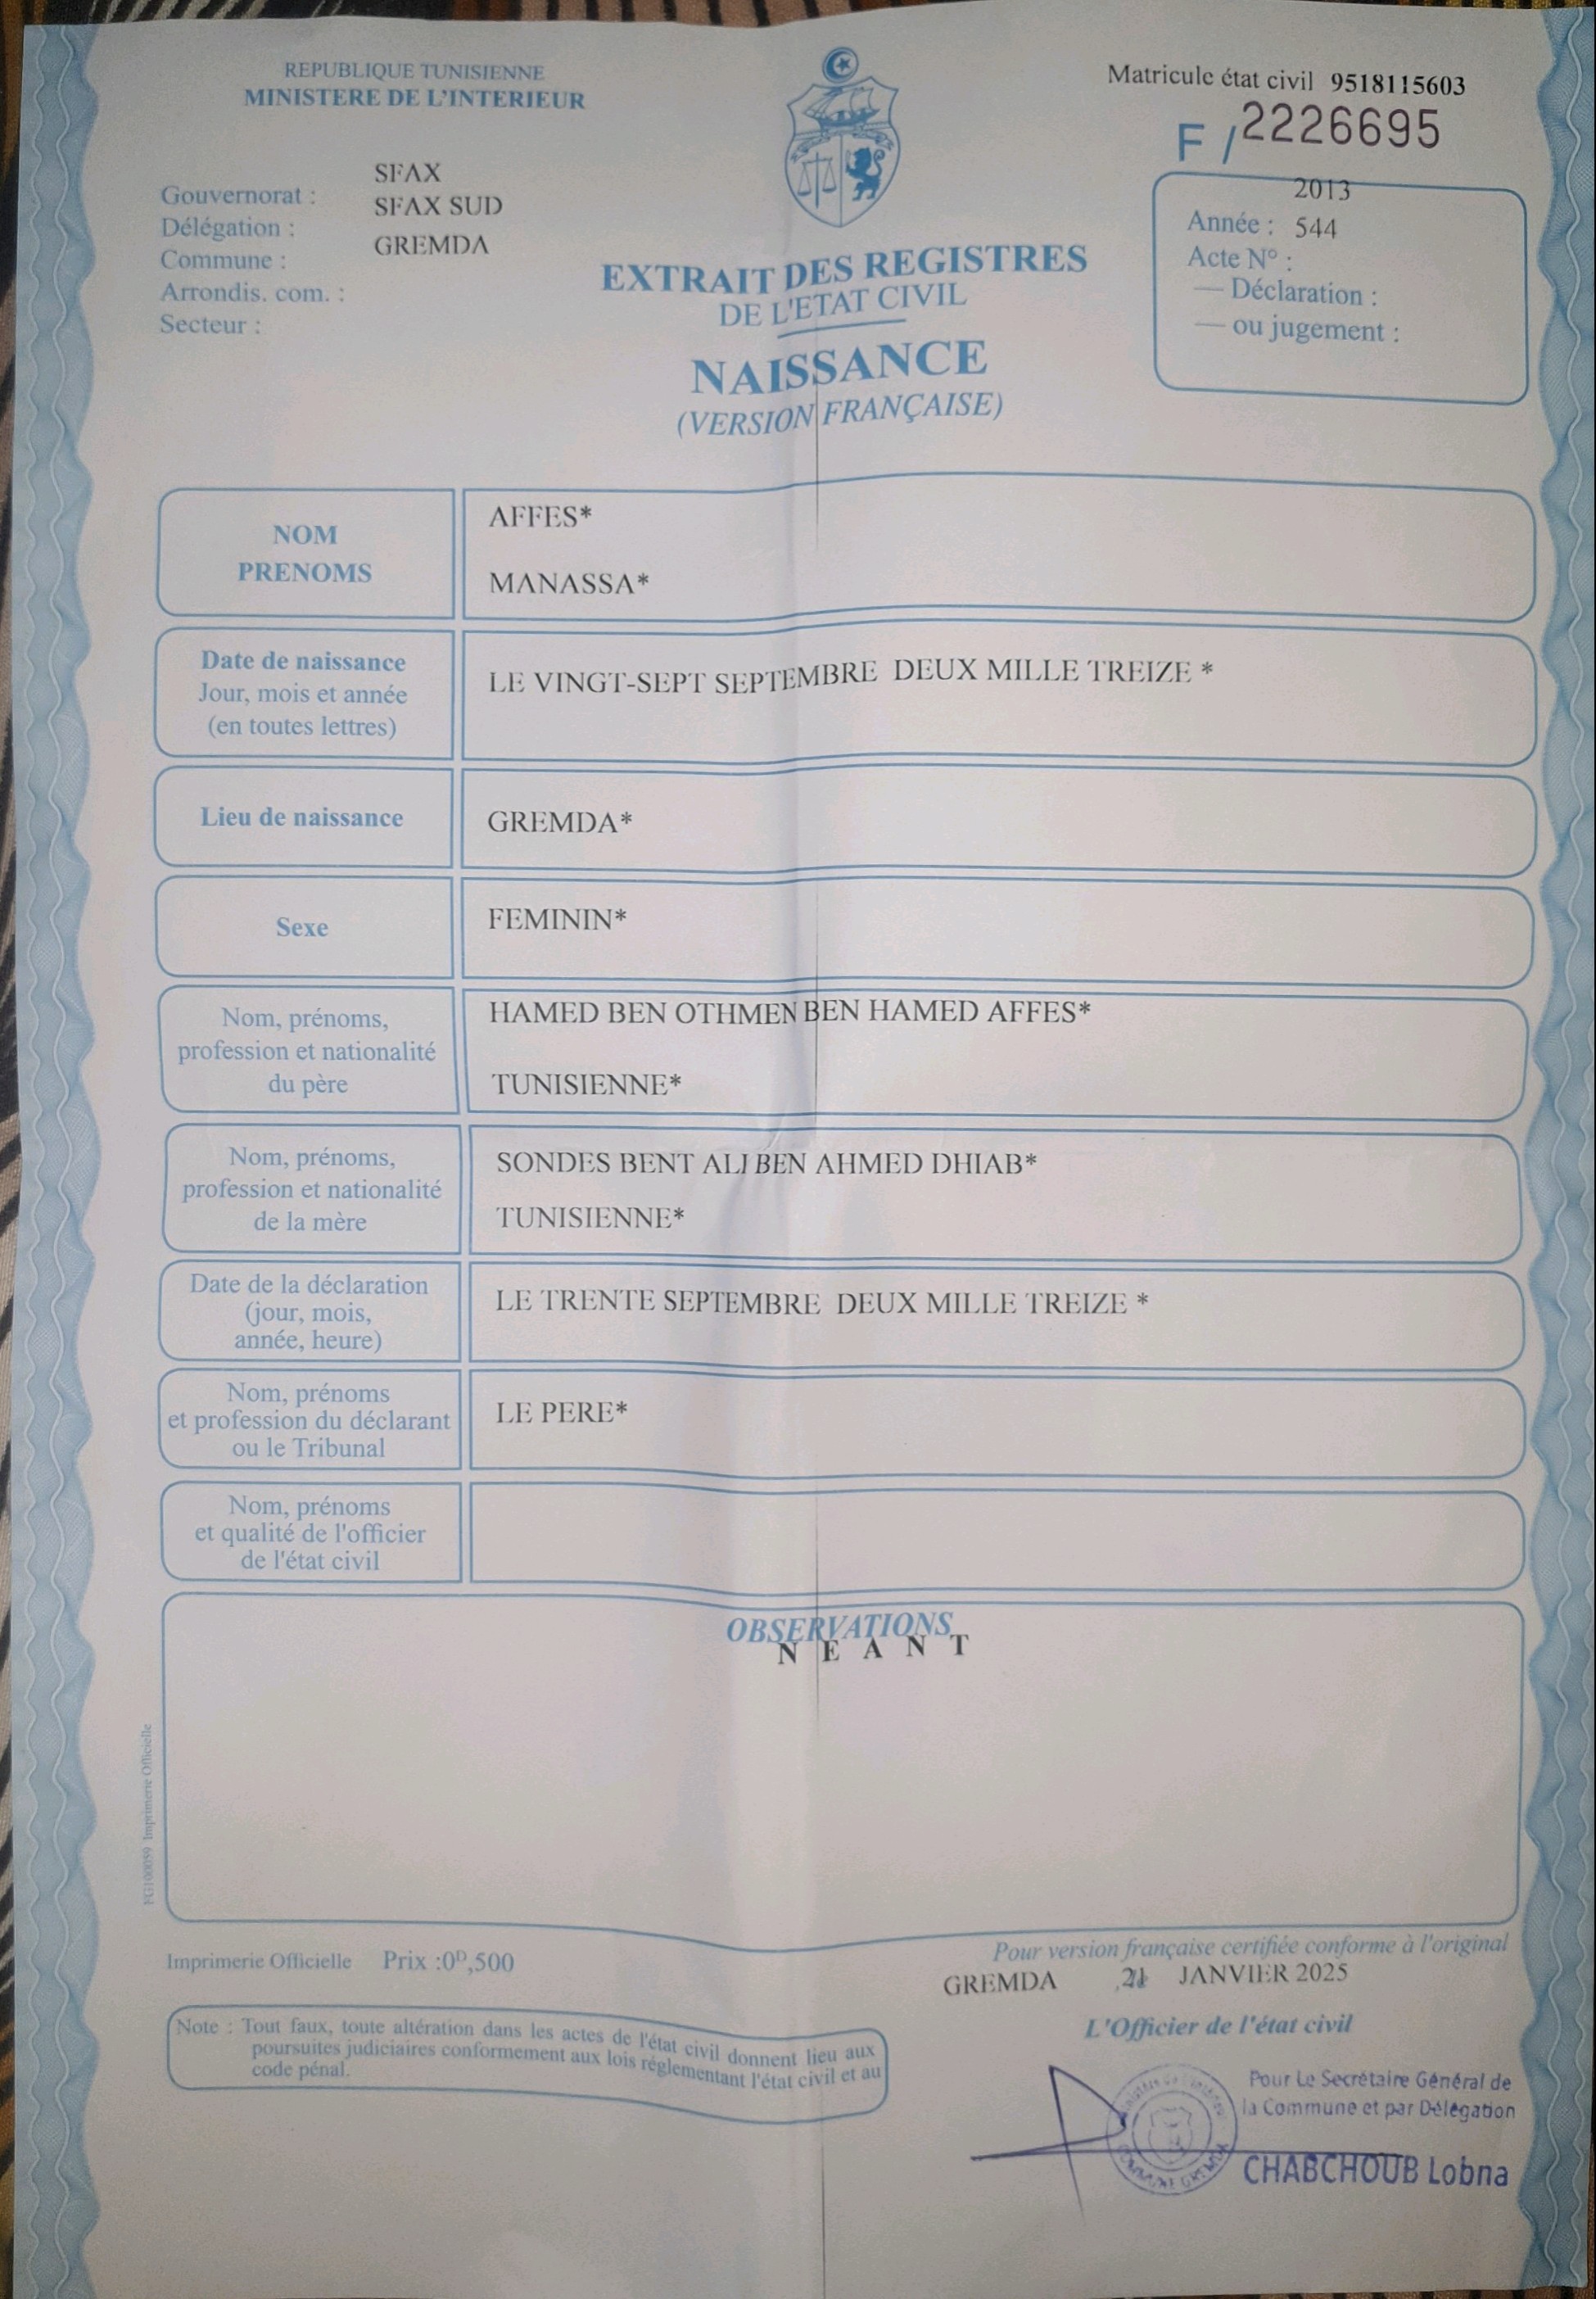 REPUBLIQUE TUNISIENNE
MINISTERE DE L'INTERIEUR
Matricule état civil 9518115603
F / 2226695
Gouvernorat : SFAX
Délégation : SFAX SUD
Commune : GREMDA
Arrondis. com. :
Secteur :
2013
Année : 544
Acte N° :
— Déclaration :
— ou jugement :
EXTRAIT DES REGISTRES
DE L'ETAT CIVIL
NAISSANCE
(VERSION FRANÇAISE)
NOM
PRENOMS
AFFES*
MANASSA*
Date de naissance
Jour, mois et année
(en toutes lettres)
LE VINGT-SEPT SEPTEMBRE DEUX MILLE TREIZE *
Lieu de naissance
GREMDA*
Sexe
FEMININ*
Nom, prénoms,
profession et nationalité
du père
HAMED BEN OTHMEN BEN HAMED AFFES*
TUNISIENNE*
Nom, prénoms,
profession et nationalité
de la mère
SONDES BENT ALI BEN AHMED DHIAB*
TUNISIENNE*
Date de la déclaration
(jour, mois,
année, heure)
LE TRENTE SEPTEMBRE DEUX MILLE TREIZE *
Nom, prénoms
et profession du déclarant
ou le Tribunal
LE PERE*
Nom, prénoms
et qualité de l'officier
de l'état civil
OBSERVATIONS
N E A N T
FG100059 Imprimerie Officielle
Imprimerie Officielle Prix :0ᴰ,500
Pour version française certifiée conforme à l'original
GREMDA JANVIER 2025
L'Officier de l'état civil
Note : Tout faux, toute altération dans les actes de l'état civil donnent lieu aux
poursuites judiciaires conformement aux lois réglementant l'état civil et au
code pénal.
Pour Le Secrétaire Général de
la Commune et par Délégation
CHABCHOUB Lobna
COMMUNE GREMDA